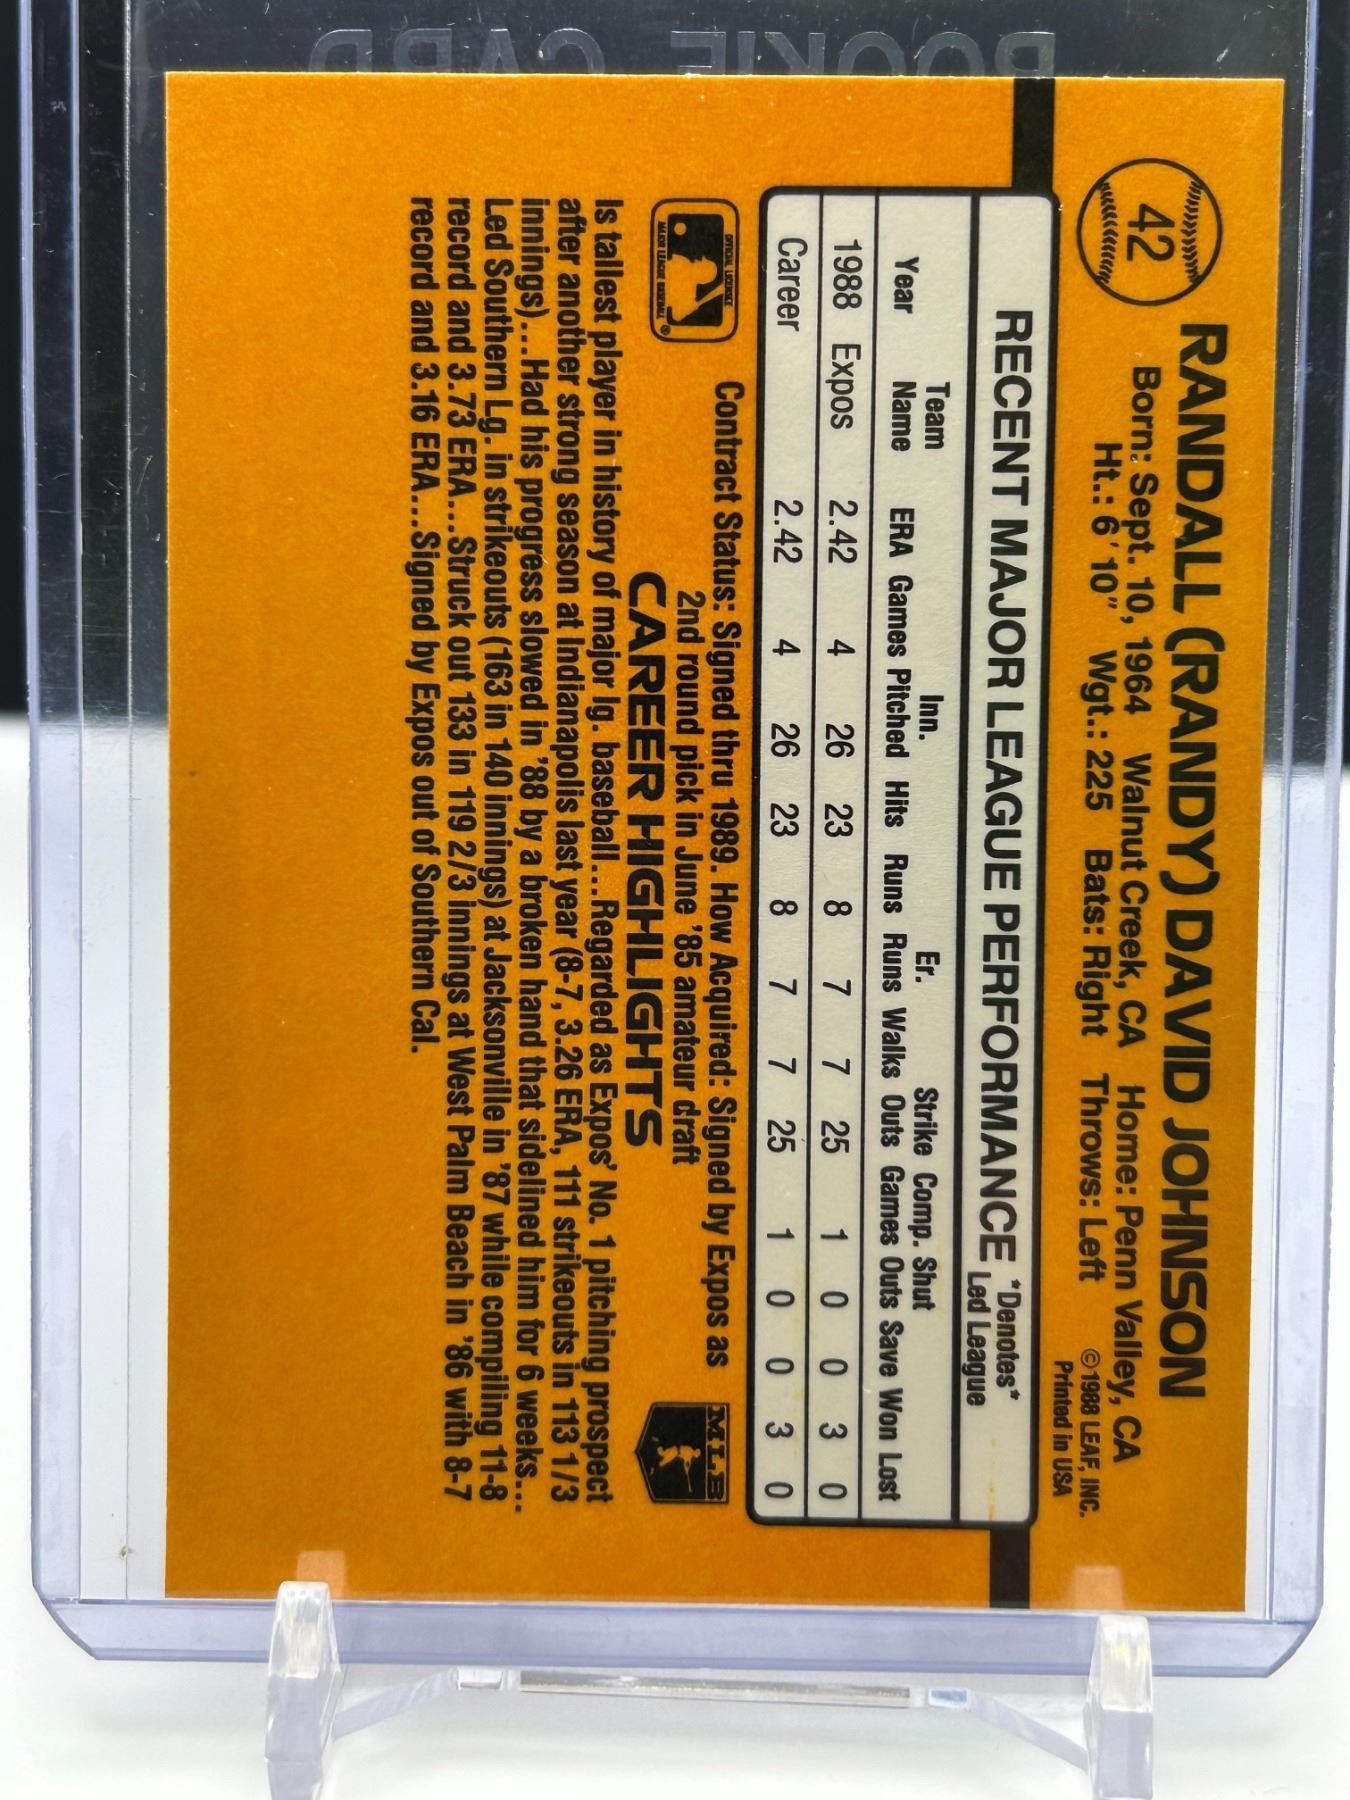 ROOKIE CARD
42
RANDALL (RANDY) DAVID JOHNSON
Born: Sept. 10, 1964 Walnut Creek, CA Home: Penn Valley, CA
Ht.: 6'10" Wgt.: 225 Bats: Right Throws: Left
©1988 LEAF, INC.
Printed in USA
RECENT MAJOR LEAGUE PERFORMANCE *Denotes*
Led League
Team Inn. Er. Strike Comp. Shut
Year Name ERA Games Pitched Hits Runs Runs Walks Outs Games Outs Save Won Lost
1988 Expos 2.42 4 26 23 8 7 7 25 1 0 0 3 0
Career 2.42 4 26 23 8 7 7 25 1 0 0 3 0
OFFICIAL LICENSEE
MAJOR LEAGUE BASEBALL
®
Contract Status: Signed thru 1989. How Acquired: Signed by Expos as
2nd round pick in June '85 amateur draft
MLB
CAREER HIGHLIGHTS
Is tallest player in history of major lg. baseball...Regarded as Expos' No. 1 pitching prospect
after another strong season at Indianapolis last year (8-7, 3.26 ERA, 111 strikeouts in 113 1/3
innings)...Had his progress slowed in '88 by a broken hand that sidelined him for 6 weeks...
Led Southern Lg. in strikeouts (163 in 140 innings) at Jacksonville in '87 while compiling 11-8
record and 3.73 ERA...Struck out 133 in 119 2/3 innings at West Palm Beach in '86 with 8-7
record and 3.16 ERA...Signed by Expos out of Southern Cal.